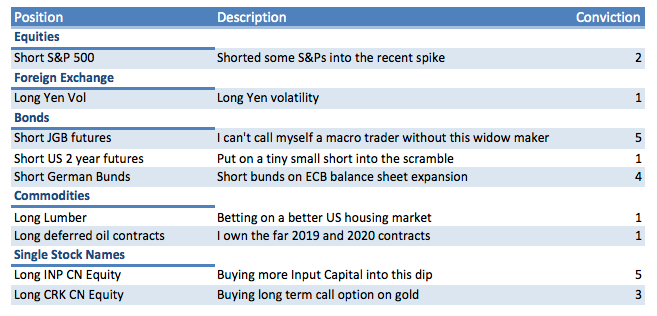 Position Description Conviction
Equities
Short S&P 500 Shorted some S&Ps into the recent spike 2
Foreign Exchange
Long Yen Vol Long Yen volatility 1
Bonds
Short JGB futures I can't call myself a macro trader without this widow maker 5
Short US 2 year futures Put on a tiny small short into the scramble 1
Short German Bunds Short bunds on ECB balance sheet expansion 4
Commodities
Long Lumber Betting on a better US housing market 1
Long deferred oil contracts I own the far 2019 and 2020 contracts 1
Single Stock Names
Long INP CN Equity Buying more Input Capital into this dip 5
Long CRK CN Equity Buying long term call option on gold 3